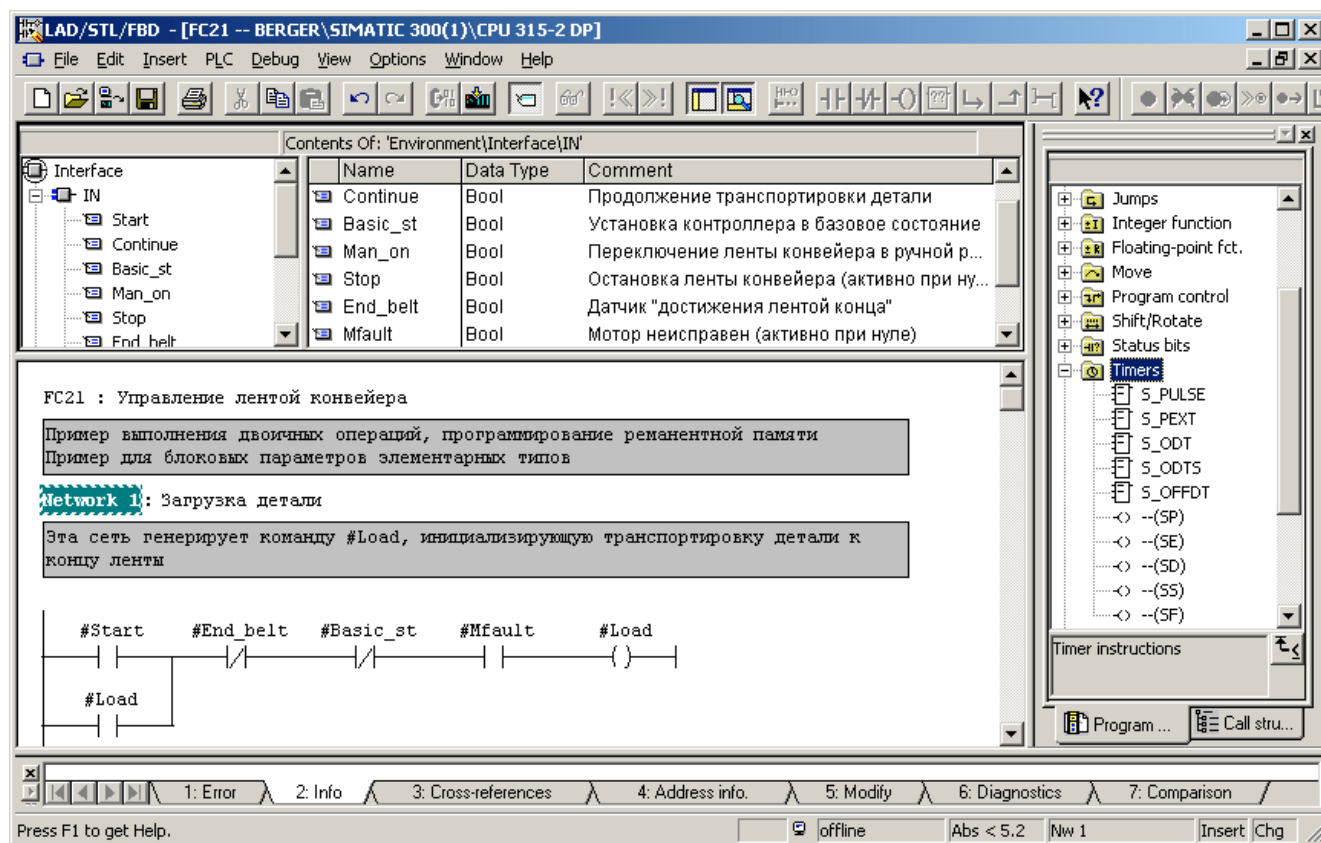 LAD/STL/FBD - [FC21 -- BERGER\SIMATIC 300(1)\CPU 315-2 DP]
File Edit Insert PLC Debug View Options Window Help
Contents Of: 'Environment\Interface\IN'
Interface
IN
Start
Continue
Basic_st
Man_on
Stop
End_belt
Name Data Type Comment
Continue Bool Продолжение транспортировки детали
Basic_st Bool Установка контроллера в базовое состояние
Man_on Bool Переключение ленты конвейера в ручной р...
Stop Bool Остановка ленты конвейера (активно при ну...
End_belt Bool Датчик "достижения лентой конца"
Mfault Bool Мотор неисправен (активно при нуле)
FC21 : Управление лентой конвейера
Пример выполнения двоичных операций, программирование реманентной памяти
Пример для блоковых параметров элементарных типов
Network 1: Загрузка детали
Эта сеть генерирует команду #Load, инициализирующую транспортировку детали к
концу ленты
#Start #End_belt #Basic_st #Mfault #Load
#Load
Jumps
Integer function
Floating-point fct.
Move
Program control
Shift/Rotate
Status bits
Timers
S_PULSE
S_PEXT
S_ODT
S_ODTS
S_OFFDT
--(SP)
--(SE)
--(SD)
--(SS)
--(SF)
Timer instructions
Program ... Call stru...
1: Error 2: Info 3: Cross-references 4: Address info. 5: Modify 6: Diagnostics 7: Comparison
Press F1 to get Help. offline Abs < 5.2 Nw 1 Insert Chg